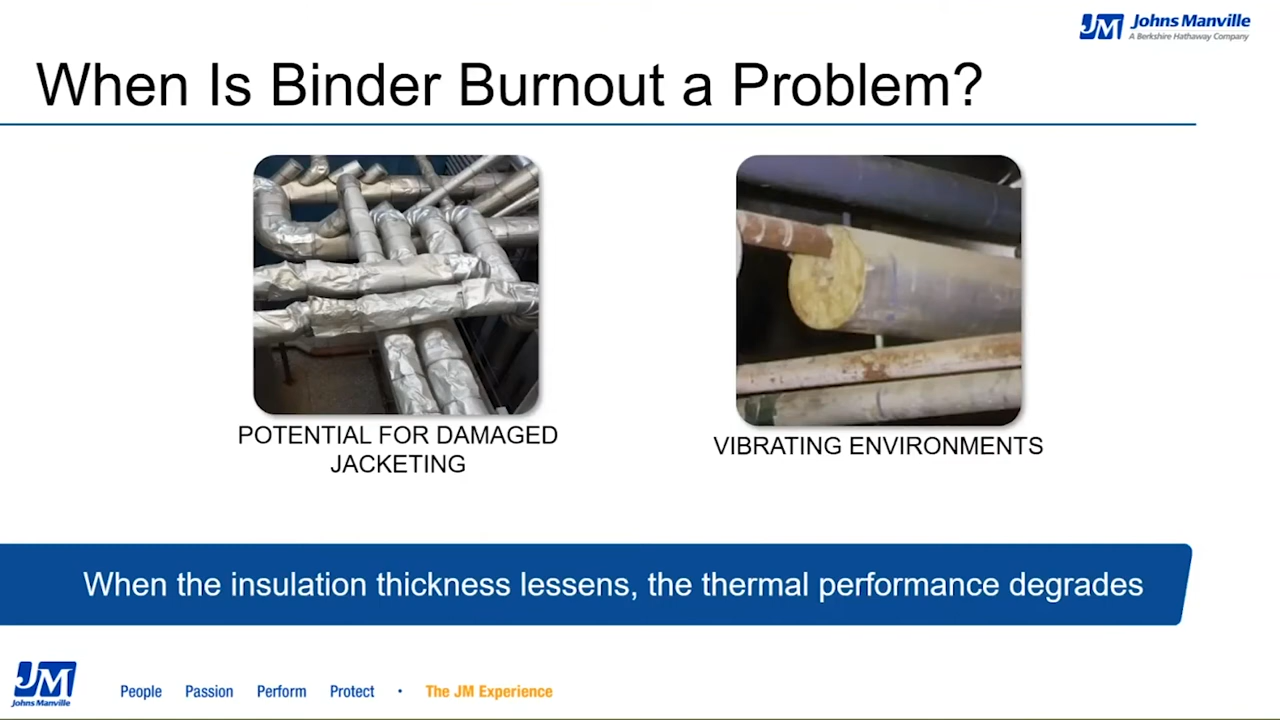 JM Johns Manville
A Berkshire Hathaway Company
When Is Binder Burnout a Problem?
POTENTIAL FOR DAMAGED
JACKETING
VIBRATING ENVIRONMENTS
When the insulation thickness lessens, the thermal performance degrades
JM
Johns Manville
People Passion Perform Protect • The JM Experience